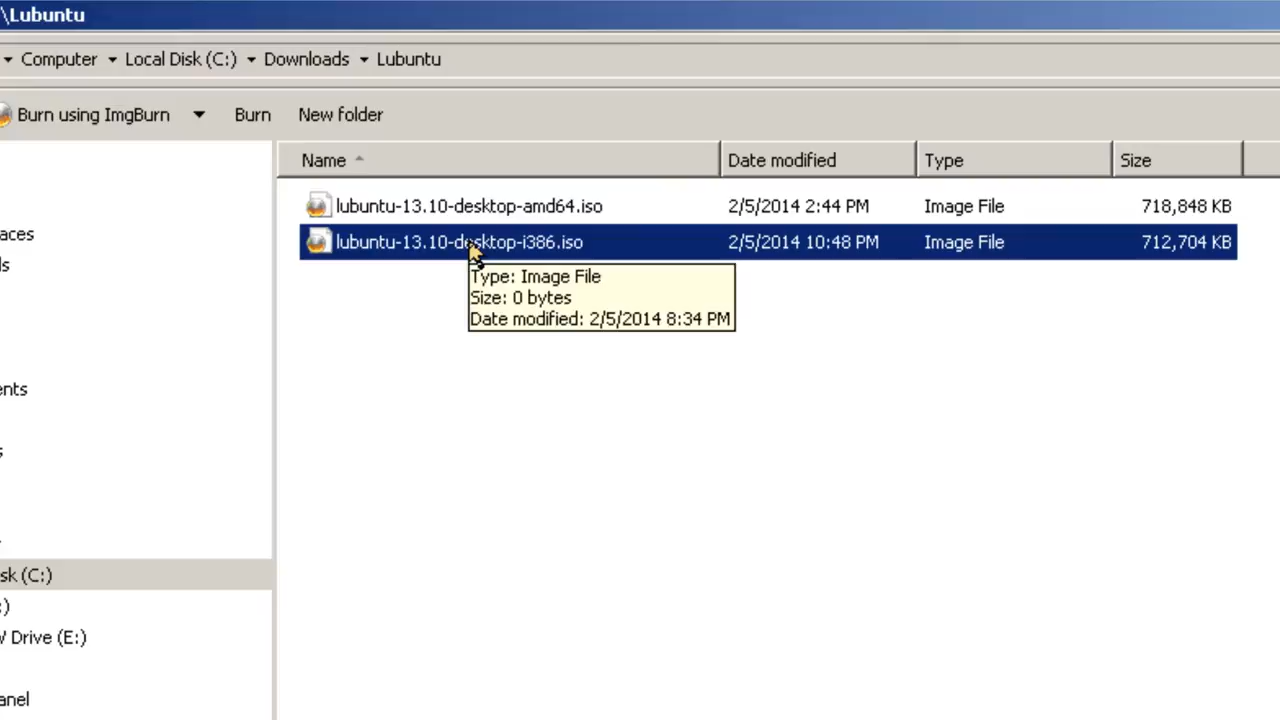 \Lubuntu
Computer Local Disk (C:) Downloads Lubuntu
Burn using ImgBurn Burn New folder
Name Date modified Type Size
lubuntu-13.10-desktop-amd64.iso 2/5/2014 2:44 PM Image File 718,848 KB
lubuntu-13.10-desktop-i386.iso 2/5/2014 10:48 PM Image File 712,704 KB
Type: Image File
Size: 0 bytes
Date modified: 2/5/2014 8:34 PM
aces
ls
ents
s
sk (C:)
:)
W Drive (E:)
anel